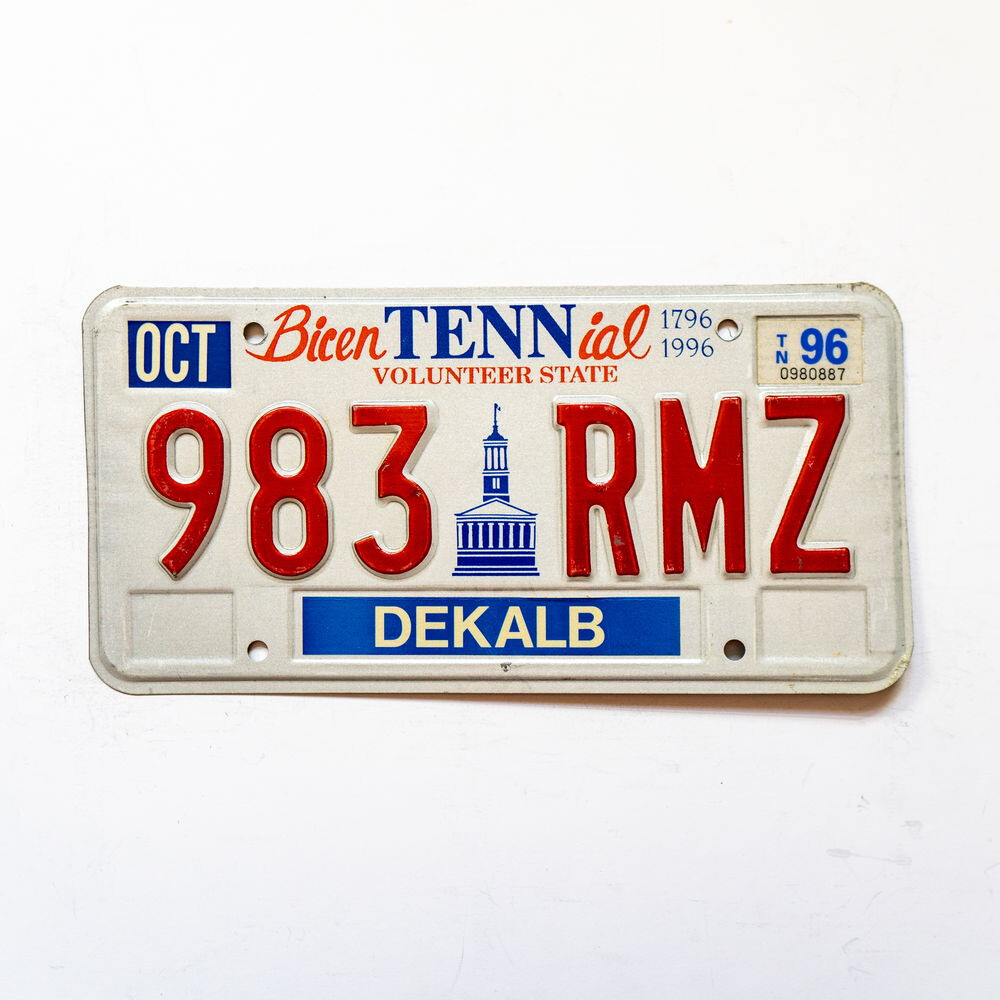 OCT
BicenTENNial
1796
1996
VOLUNTEER STATE
TN 96
0980887
983 RMZ
DEKALB